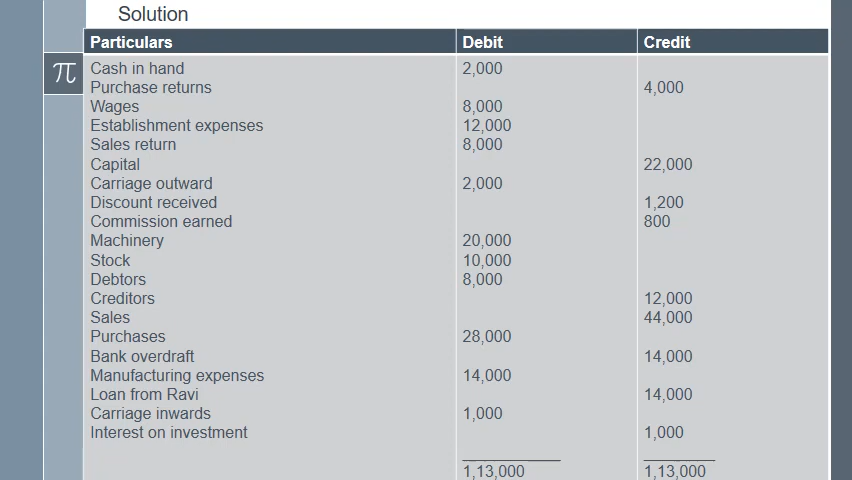 Solution
Particulars Debit Credit
π
Cash in hand 2,000
Purchase returns 4,000
Wages 8,000
Establishment expenses 12,000
Sales return 8,000
Capital 22,000
Carriage outward 2,000
Discount received 1,200
Commission earned 800
Machinery 20,000
Stock 10,000
Debtors 8,000
Creditors 12,000
Sales 44,000
Purchases 28,000
Bank overdraft 14,000
Manufacturing expenses 14,000
Loan from Ravi 14,000
Carriage inwards 1,000
Interest on investment 1,000
1,13,000 1,13,000